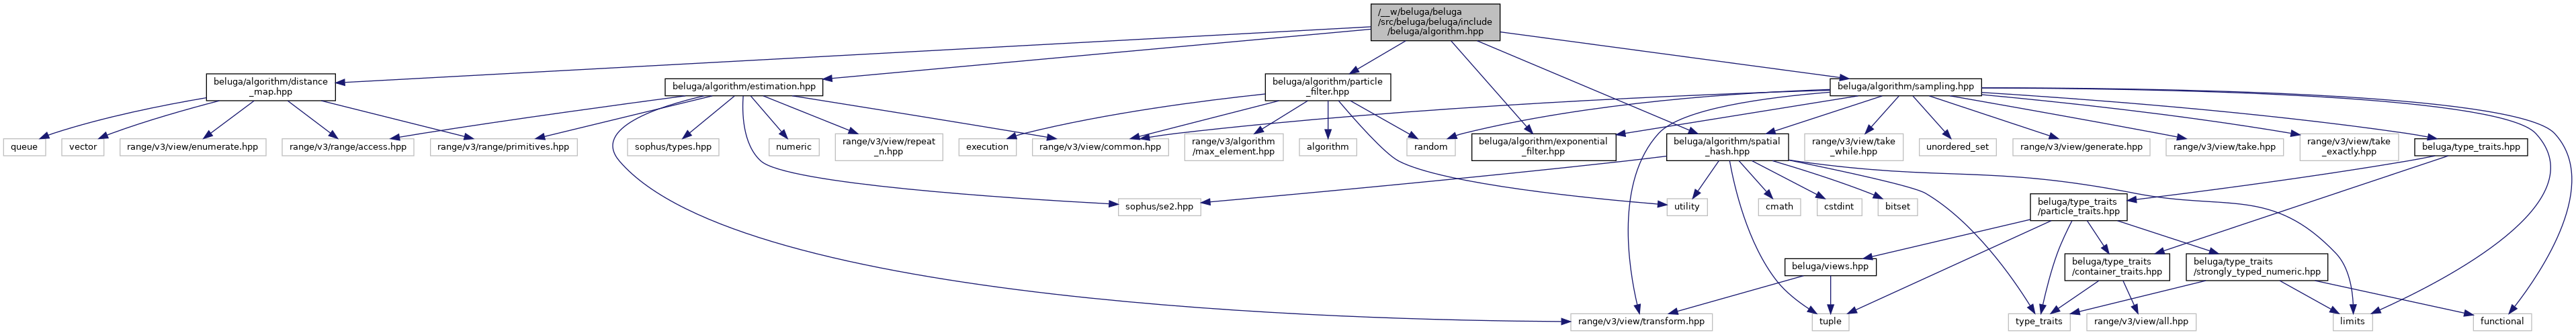 /__w/beluga/beluga
/src/beluga/beluga/include
/beluga/algorithm.hpp
beluga/algorithm/distance
_map.hpp
beluga/algorithm/estimation.hpp
beluga/algorithm/particle
_filter.hpp
beluga/algorithm/sampling.hpp
queue
vector
range/v3/view/enumerate.hpp
range/v3/range/access.hpp
range/v3/range/primitives.hpp
sophus/types.hpp
numeric
range/v3/view/repeat
_n.hpp
execution
range/v3/view/common.hpp
range/v3/algorithm
/max_element.hpp
algorithm
random
beluga/algorithm/exponential
_filter.hpp
beluga/algorithm/spatial
_hash.hpp
range/v3/view/take
_while.hpp
unordered_set
range/v3/view/generate.hpp
range/v3/view/take.hpp
range/v3/view/take
_exactly.hpp
beluga/type_traits.hpp
sophus/se2.hpp
utility
cmath
cstdint
bitset
beluga/type_traits
/particle_traits.hpp
beluga/views.hpp
beluga/type_traits
/container_traits.hpp
beluga/type_traits
/strongly_typed_numeric.hpp
range/v3/view/transform.hpp
tuple
type_traits
range/v3/view/all.hpp
limits
functional